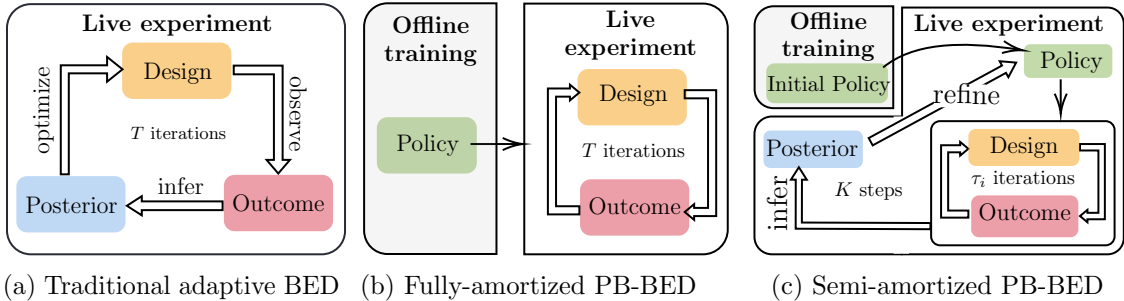 Live experiment
Design
optimize
observe
T iterations
infer
Posterior
Outcome
(a) Traditional adaptive BED
Offline
training
Live
experiment
Policy
Design
T iterations
Outcome
(b) Fully-amortized PB-BED
Offline
training
Live experiment
Initial Policy
Policy
refine
Posterior
Design
τᵢ iterations
K steps
infer
Outcome
(c) Semi-amortized PB-BED